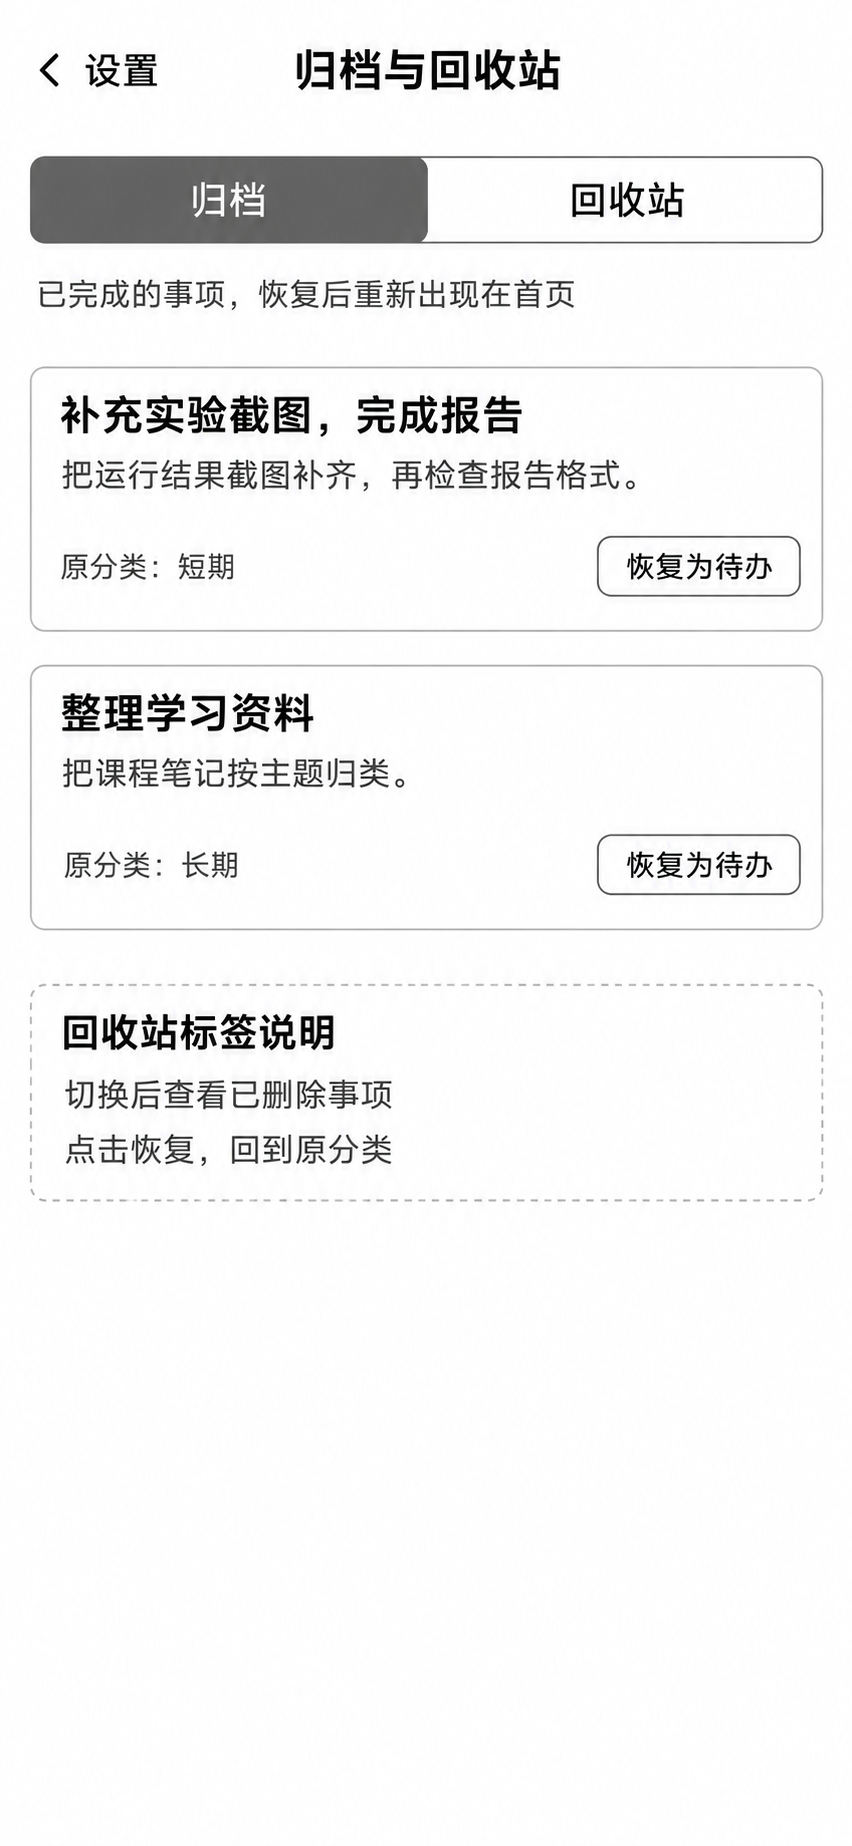 设置
归档与回收站
归档
回收站
已完成的事项，恢复后重新出现在首页
补充实验截图，完成报告
把运行结果截图补齐，再检查报告格式。
原分类：短期
恢复为待办
整理学习资料
把课程笔记按主题归类。
原分类：长期
恢复为待办
回收站标签说明
切换后查看已删除事项
点击恢复，回到原分类